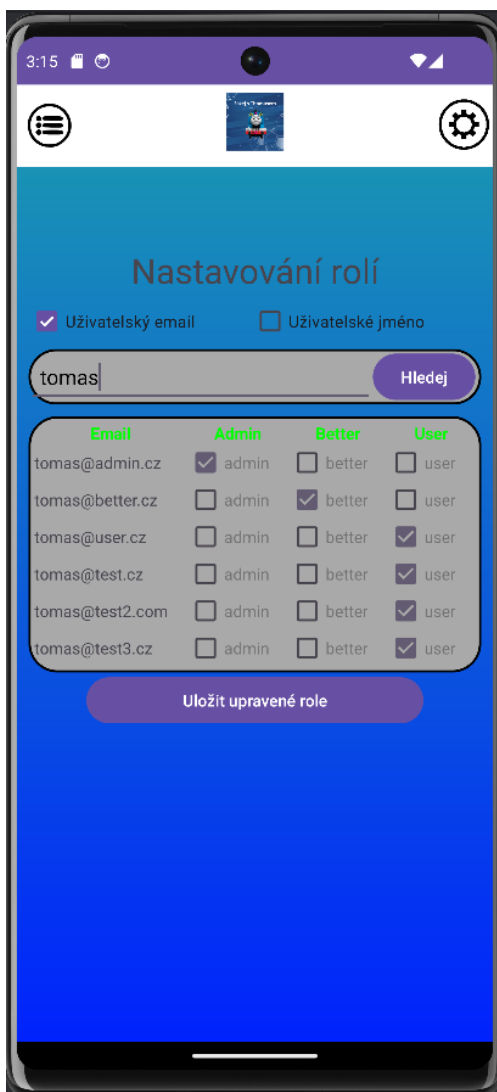 3:15
Nastavování rolí
Uživatelský email Uživatelské jméno
tomas Hledej
Email Admin Better User
tomas@admin.cz admin better user
tomas@better.cz admin better user
tomas@user.cz admin better user
tomas@test.cz admin better user
tomas@test2.com admin better user
tomas@test3.cz admin better user
Uložit upravené role